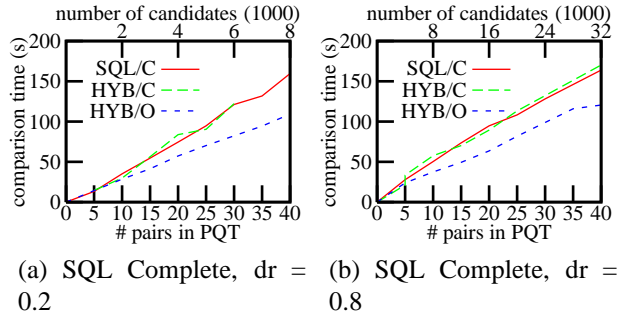 number of candidates (1000)
2 4 6 8
200
150
100
50
0
comparison time (s)
SQL/C
HYB/C
HYB/O
0 5 10 15 20 25 30 35 40
# pairs in PQT
(a) SQL Complete, dr =
0.2
number of candidates (1000)
8 16 24 32
200
150
100
50
0
comparison time (s)
SQL/C
HYB/C
HYB/O
0 5 10 15 20 25 30 35 40
# pairs in PQT
(b) SQL Complete, dr =
0.8